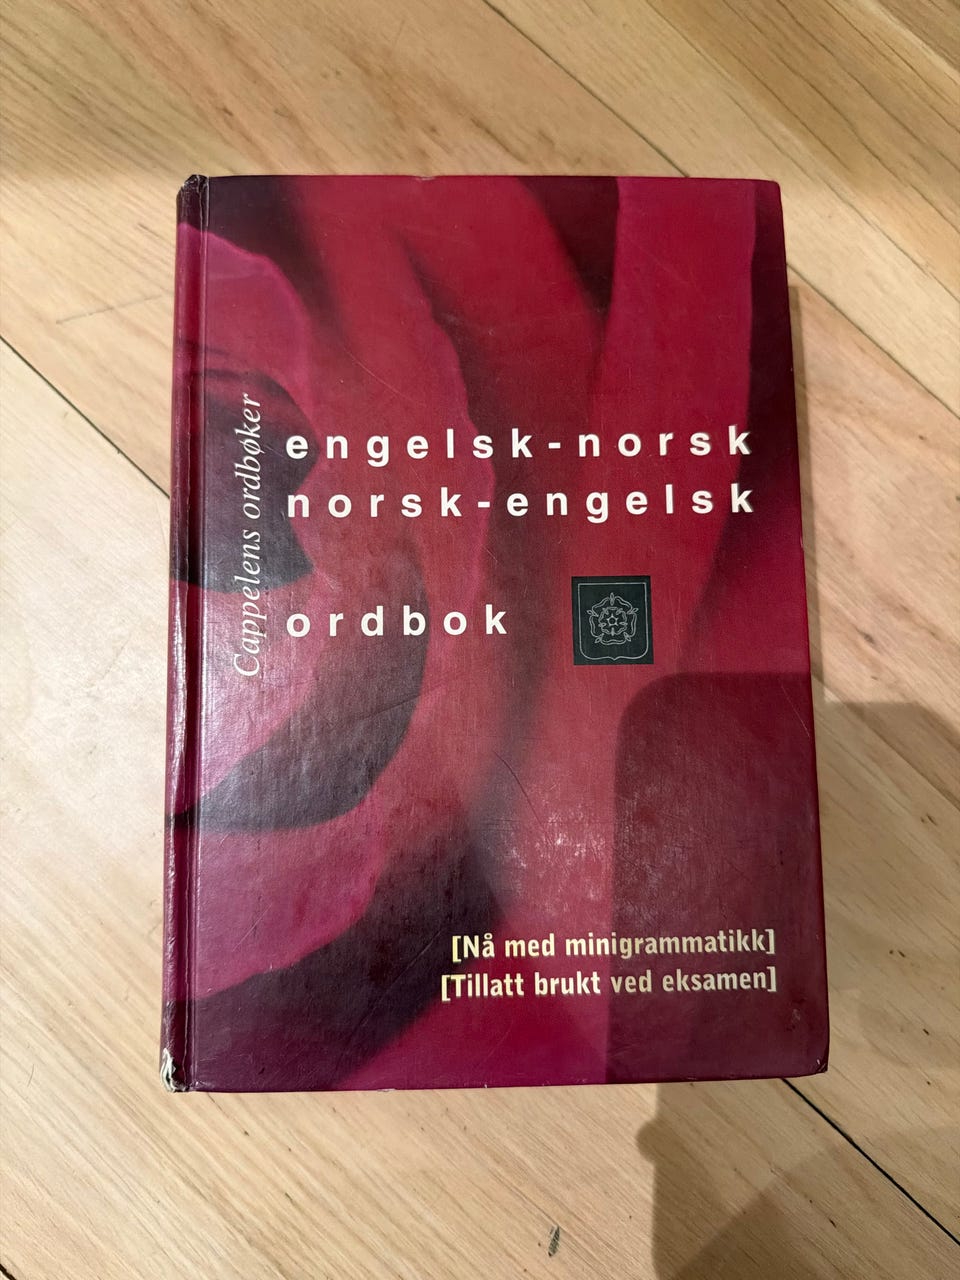 Cappelens ordbøker
engelsk-norsk
norsk-engelsk
ordbok
[Nå med minigrammatikk]
[Tillatt brukt ved eksamen]